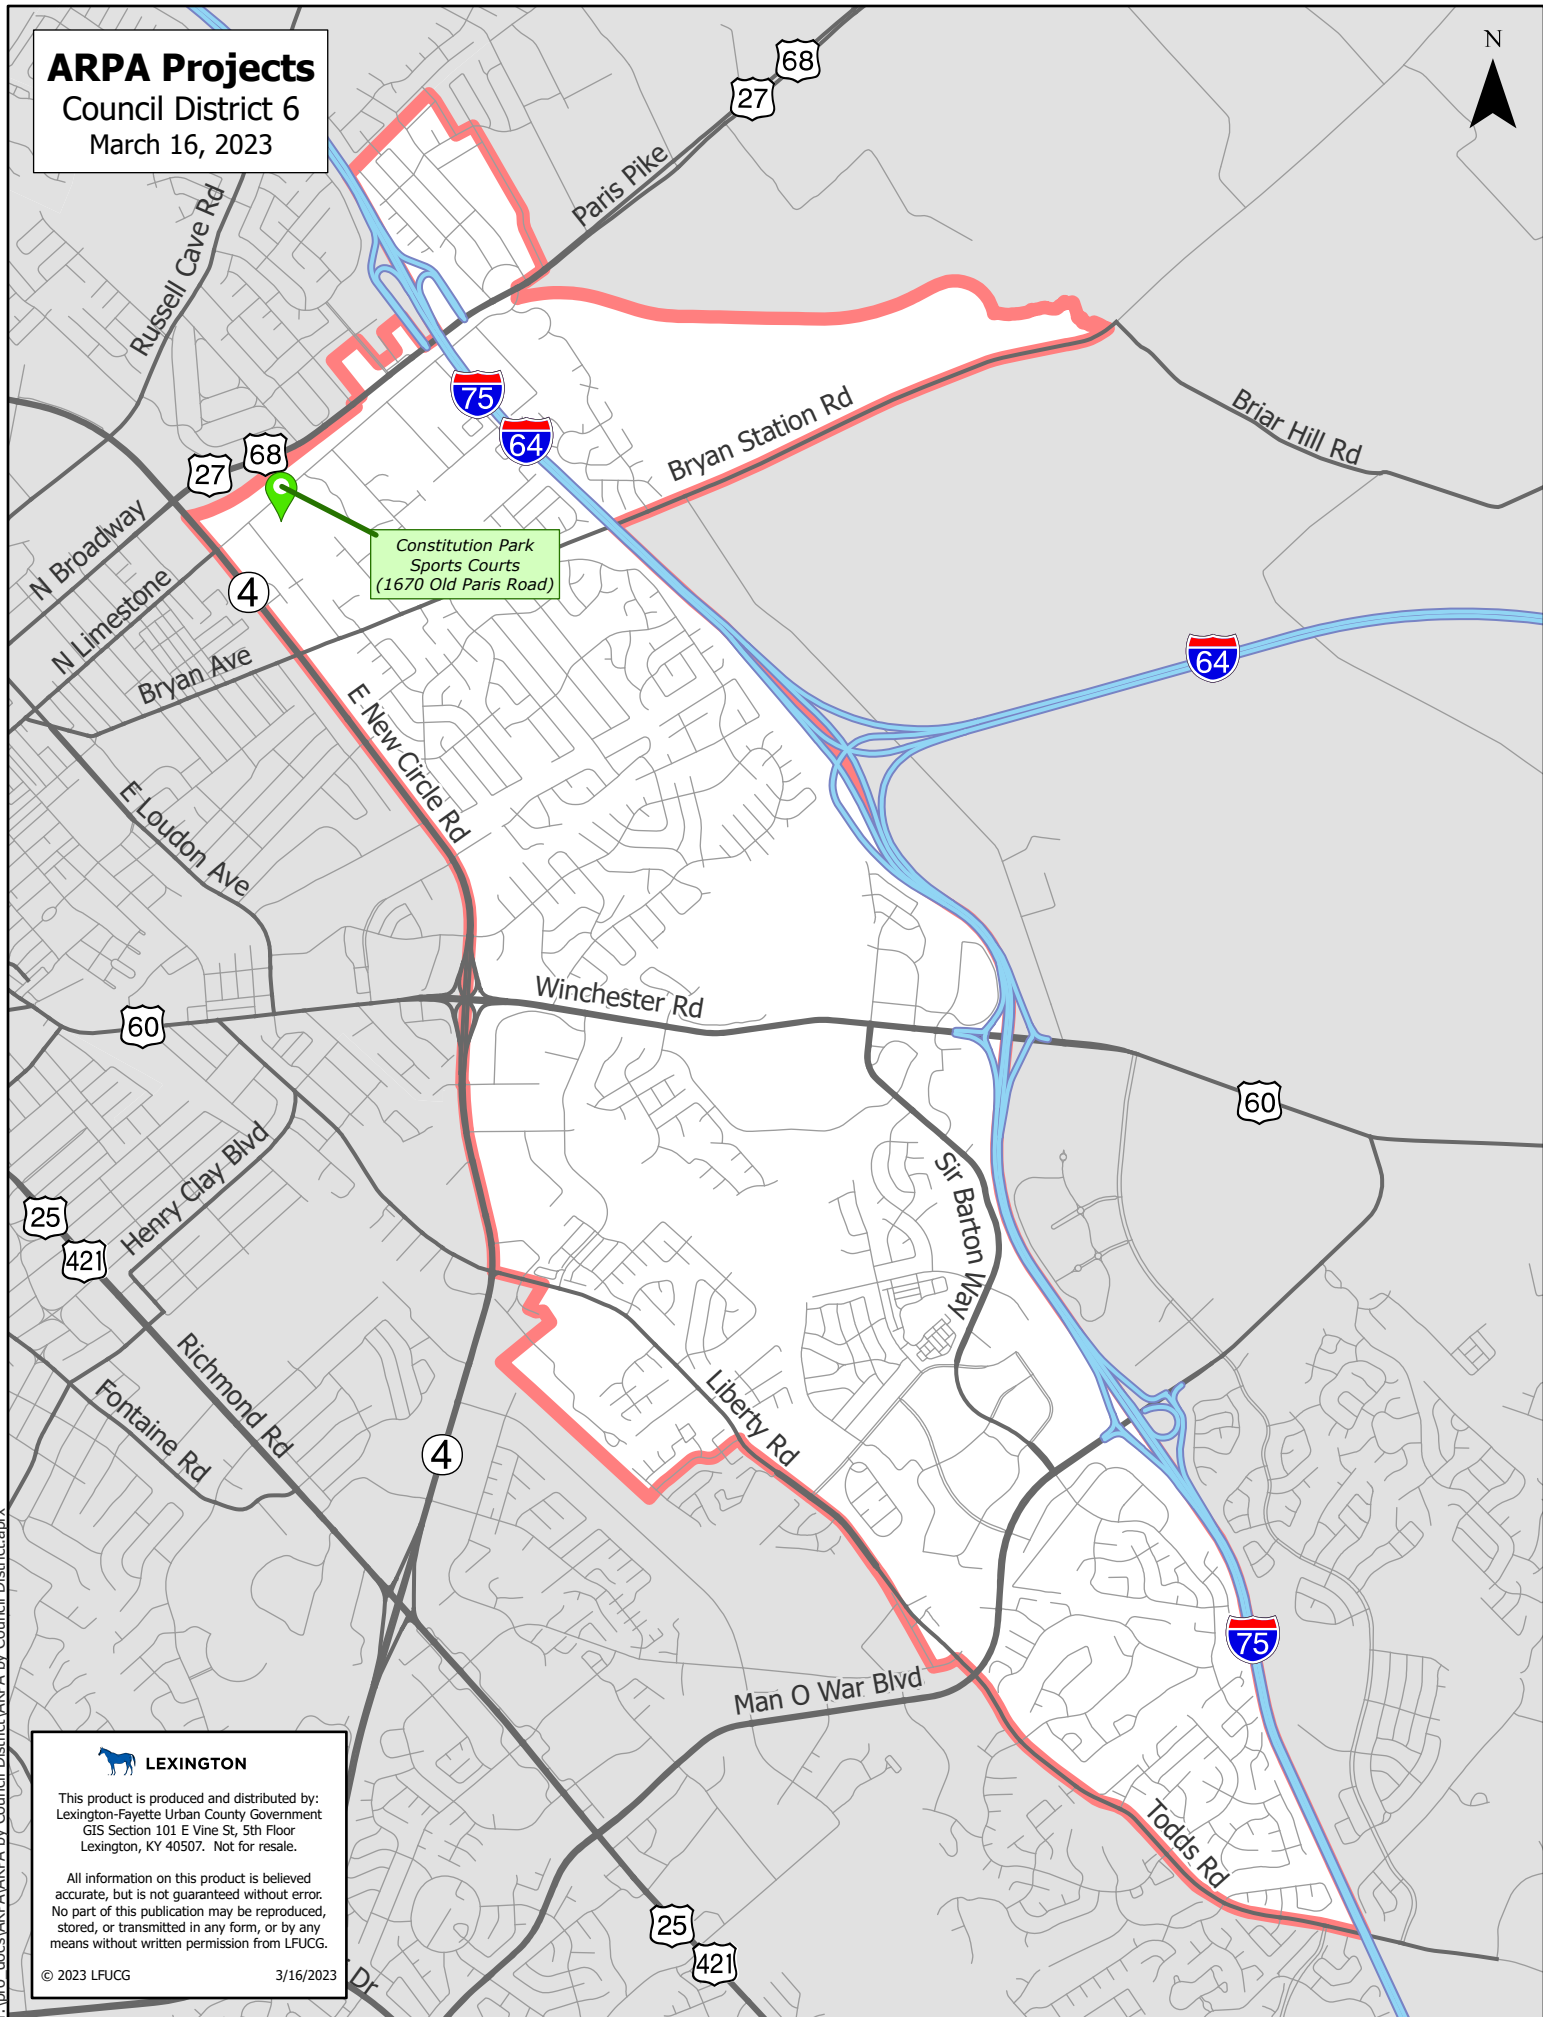 ARPA Projects
Council District 6
March 16, 2023
N
68
27
Paris Pike
Russell Cave Rd
75
64
Bryan Station Rd
Briar Hill Rd
68
27
N Broadway
Constitution Park
Sports Courts
(1670 Old Paris Road)
4
N Limestone
Bryan Ave
64
E New Circle Rd
E Loudon Ave
Winchester Rd
60
60
Henry Clay Blvd
Sir Barton Way
25
421
Richmond Rd
Fontaine Rd
Liberty Rd
4
75
Man O War Blvd
Todds Rd
25
421
Dr
LEXINGTON
This product is produced and distributed by:
Lexington-Fayette Urban County Government
GIS Section 101 E Vine St, 5th Floor
Lexington, KY 40507. Not for resale.
All information on this product is believed
accurate, but is not guaranteed without error.
No part of this publication may be reproduced,
stored, or transmitted in any form, or by any
means without written permission from LFUCG.
© 2023 LFUCG
3/16/2023